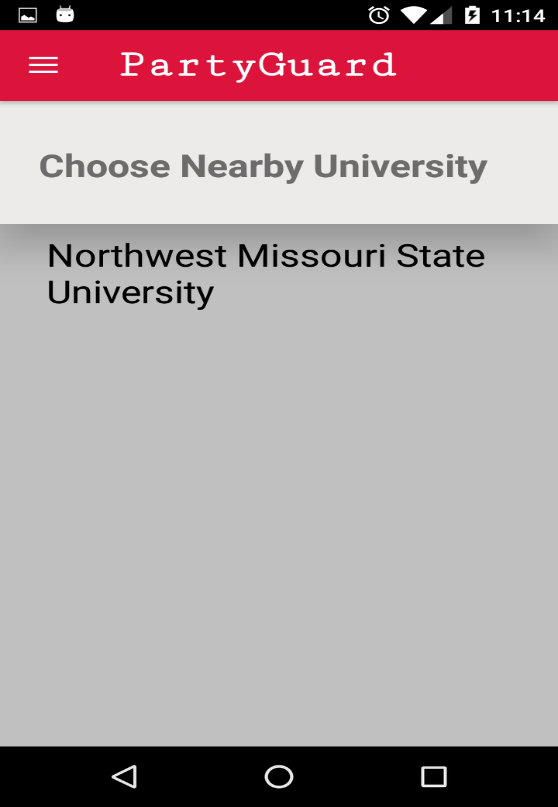 11:14
PartyGuard
Choose Nearby University
Northwest Missouri State
University